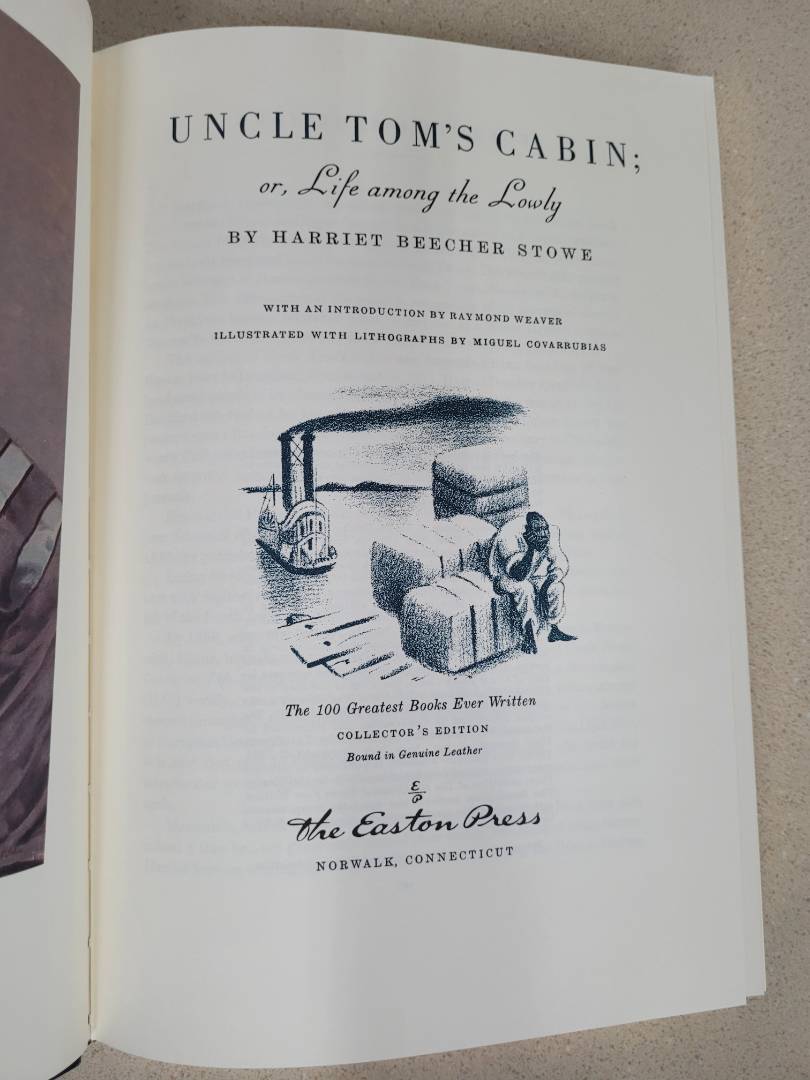 UNCLE TOM'S CABIN;
or, Life among the Lowly
BY HARRIET BEECHER STOWE
WITH AN INTRODUCTION BY RAYMOND WEAVER
ILLUSTRATED WITH LITHOGRAPHS BY MIGUEL COVARRUBIAS
The 100 Greatest Books Ever Written
COLLECTOR'S EDITION
Bound in Genuine Leather
E
P
The Easton Press
NORWALK, CONNECTICUT